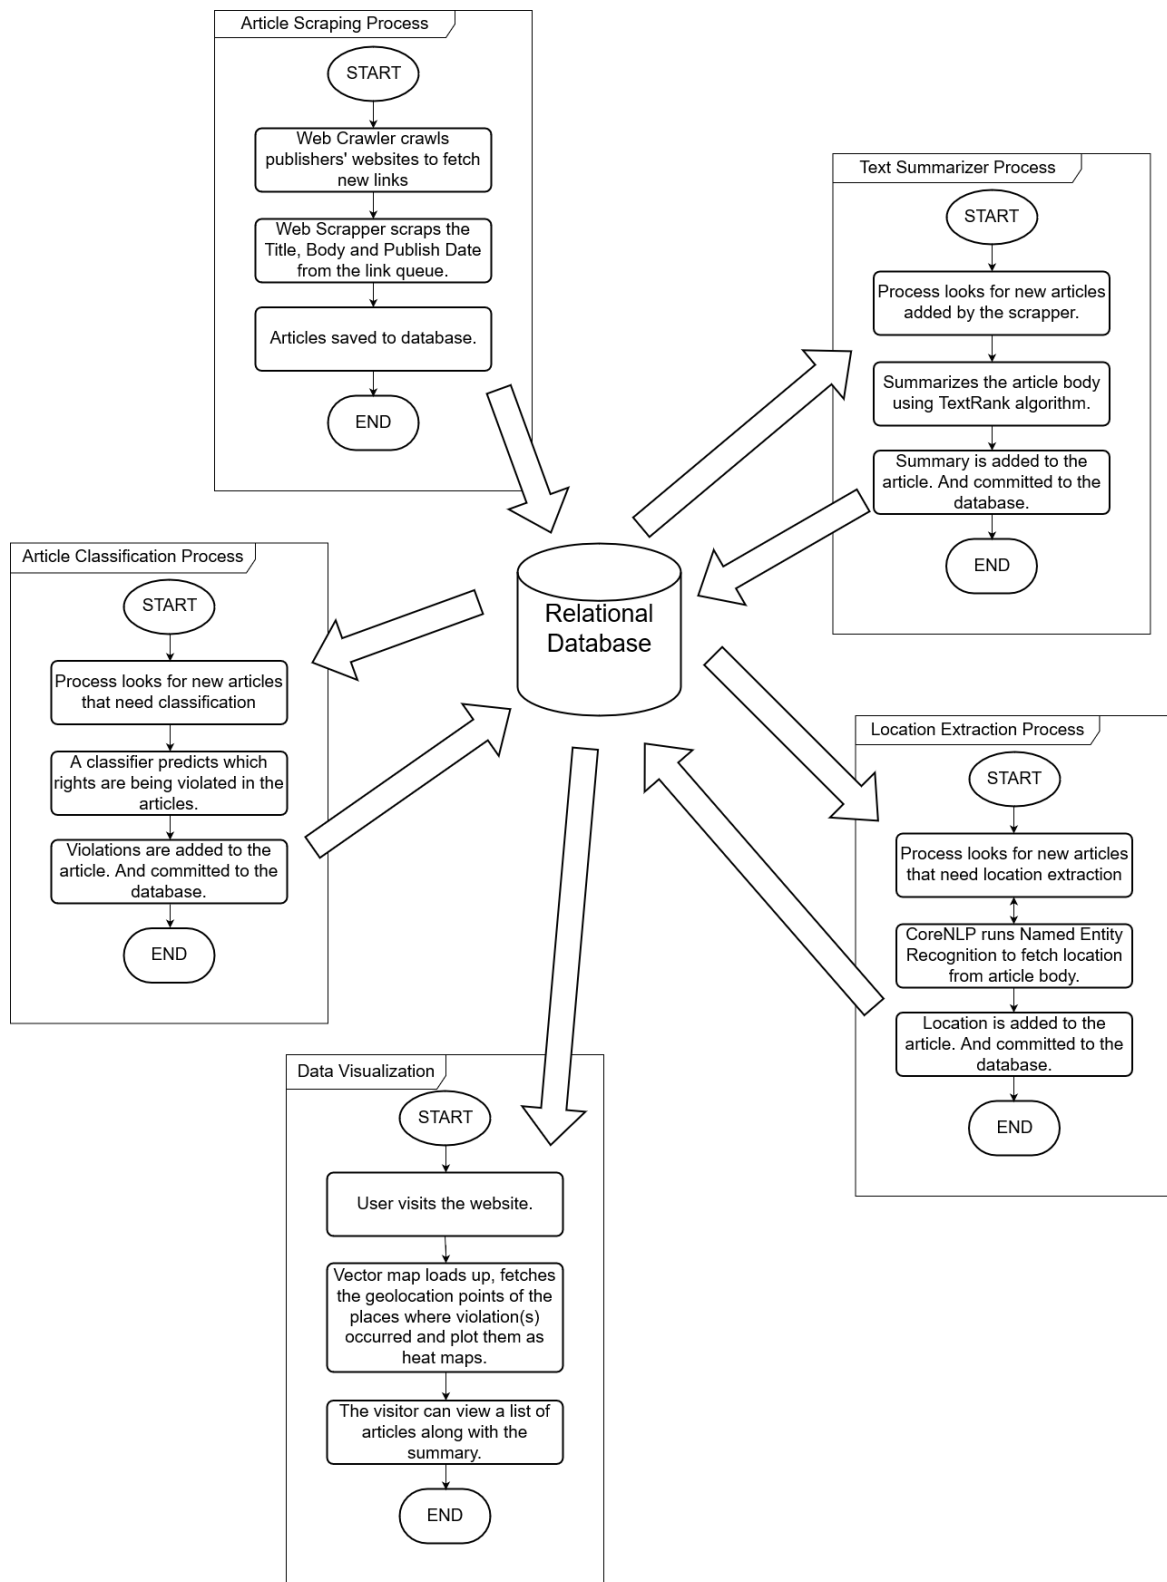 Article Scraping Process
START
Web Crawler crawls
publishers' websites to fetch
new links
Web Scrapper scraps the
Title, Body and Publish Date
from the link queue.
Articles saved to database.
END
Text Summarizer Process
START
Process looks for new articles
added by the scrapper.
Summarizes the article body
using TextRank algorithm.
Summary is added to the
article. And committed to the
database.
END
Relational
Database
Article Classification Process
START
Process looks for new articles
that need classification
A classifier predicts which
rights are being violated in the
articles.
Violations are added to the
article. And committed to the
database.
END
Location Extraction Process
START
Process looks for new articles
that need location extraction
CoreNLP runs Named Entity
Recognition to fetch location
from article body.
Location is added to the
article. And committed to the
database.
END
Data Visualization
START
User visits the website.
Vector map loads up, fetches
the geolocation points of the
places where violation(s)
occurred and plot them as
heat maps.
The visitor can view a list of
articles along with the
summary.
END